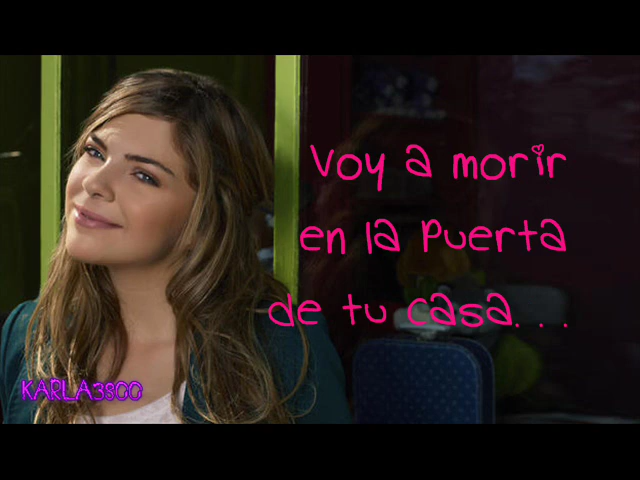 Voy a morir
en la Puerta
de tu casa. . .
KARLA3800